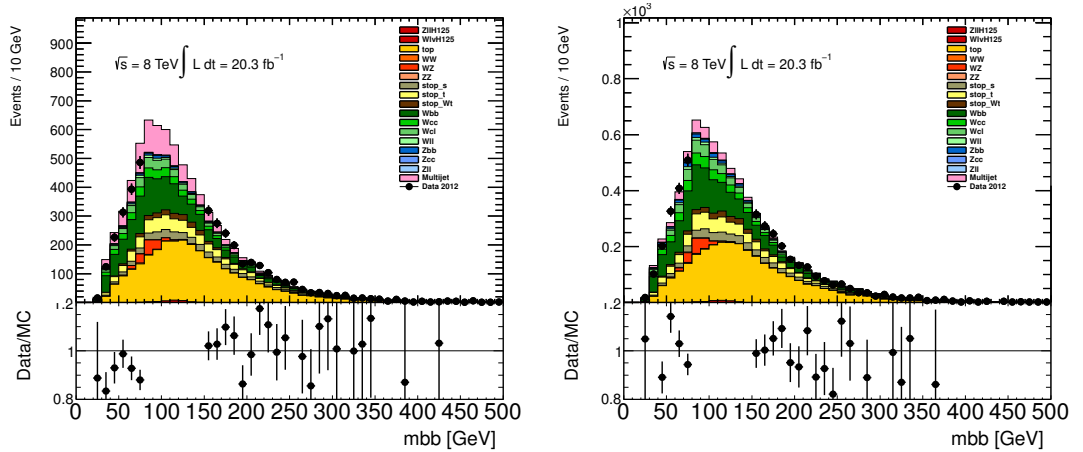 Events / 10 GeV
900
800
700
600
500
400
300
200
100
√s = 8 TeV ∫ L dt = 20.3 fb⁻¹
ZllH125
WlvH125
top
WW
WZ
ZZ
stop_s
stop_t
stop_Wt
Wbb
Wcc
Wcl
Wll
Zbb
Zcc
Zll
Multijet
Data 2012
Data/MC
1.2
1
0.8
0 50 100 150 200 250 300 350 400 450 500
mbb [GeV]
×10³
Events / 10 GeV
1
0.8
0.6
0.4
0.2
√s = 8 TeV ∫ L dt = 20.3 fb⁻¹
ZllH125
WlvH125
top
WW
WZ
ZZ
stop_s
stop_t
stop_Wt
Wbb
Wcc
Wcl
Wll
Zbb
Zcc
Zll
Multijet
Data 2012
Data/MC
1.2
1
0.8
0 50 100 150 200 250 300 350 400 450 500
mbb [GeV]